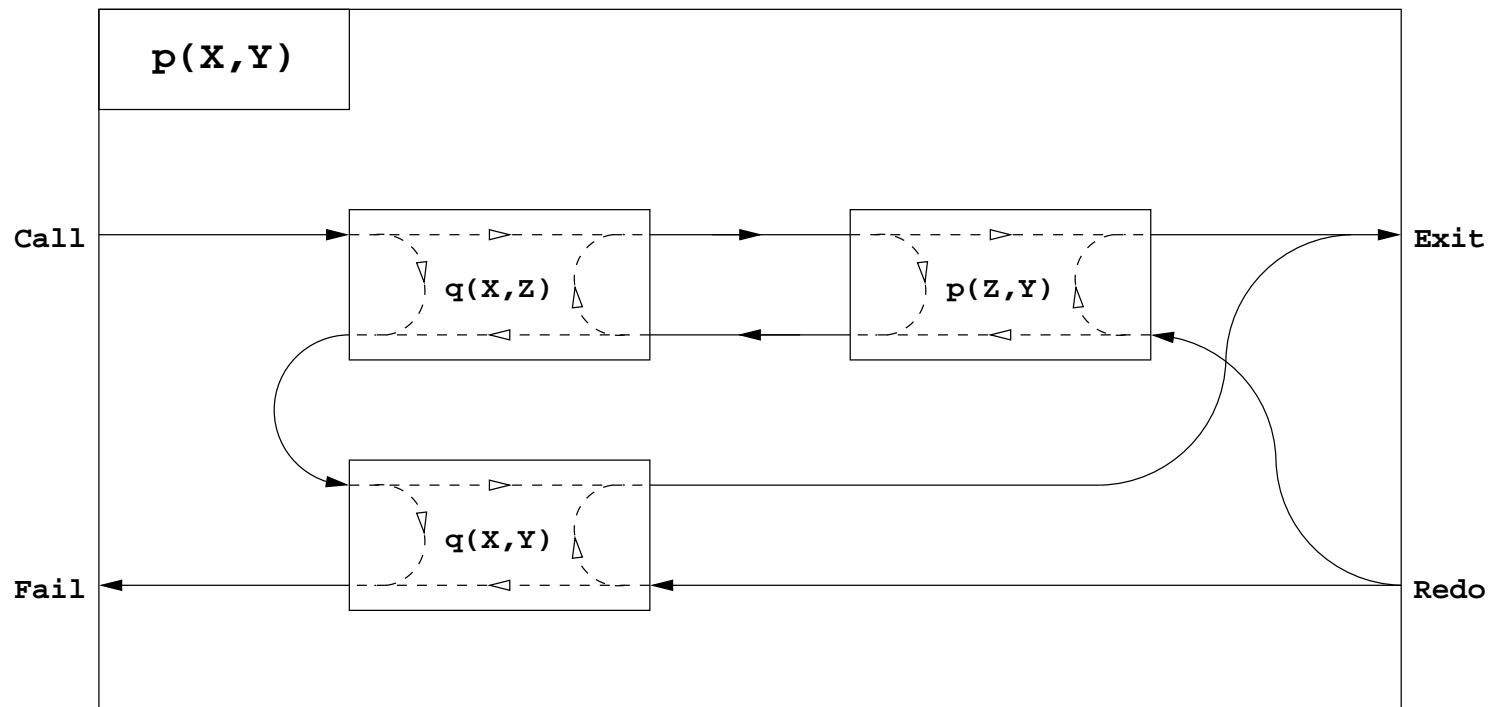 p(X,Y)
Call
q(X,Z)
p(Z,Y)
Exit
q(X,Y)
Fail
Redo